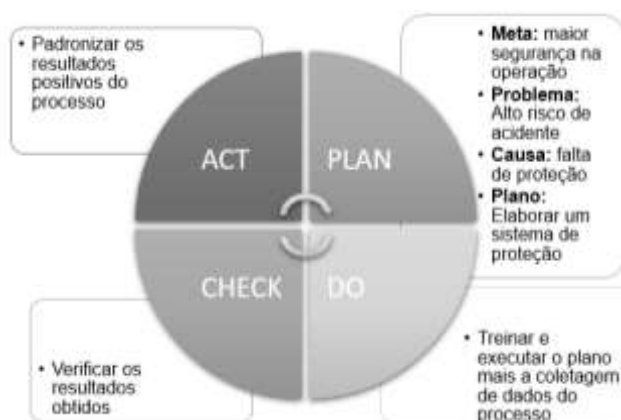 • Padronizar os
resultados
positivos do
processo
• Meta: maior
segurança na
operação
• Problema:
Alto risco de
acidente
• Causa: falta
de proteção
• Plano:
Elaborar um
sistema de
proteção
ACT
PLAN
CHECK
DO
• Verificar os
resultados
obtidos
• Treinar e
executar o plano
mais a coletagem
de dados do
processo